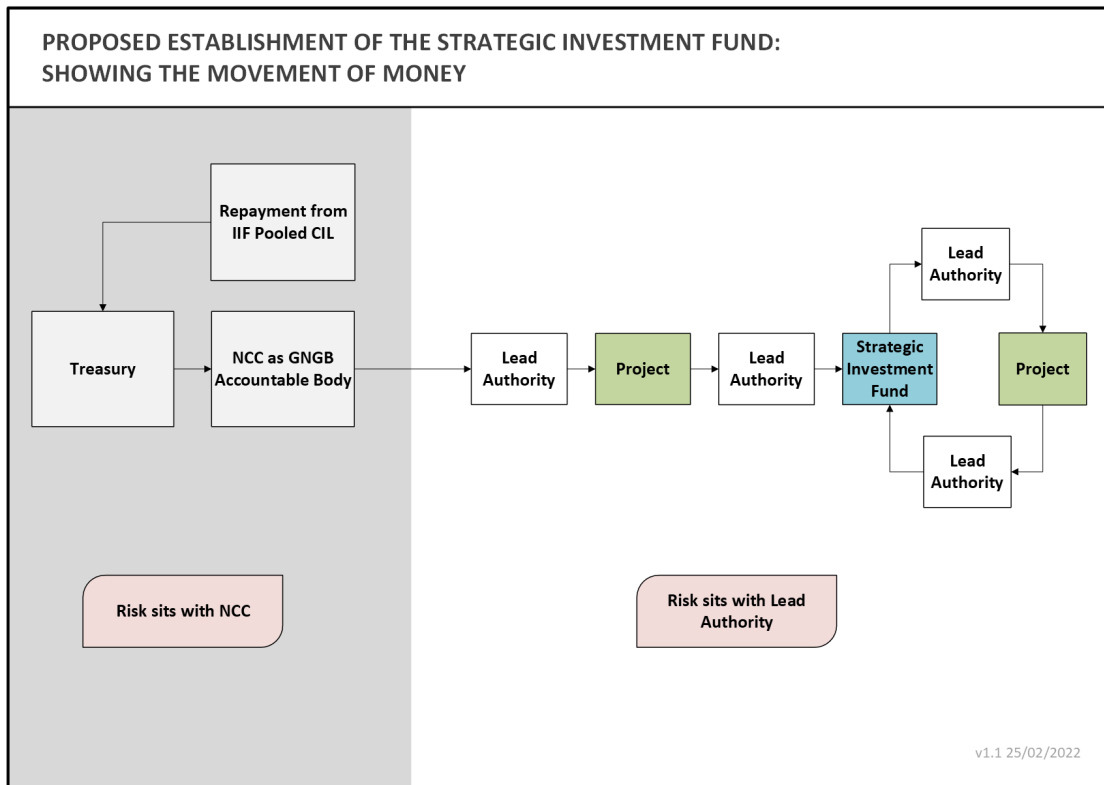 PROPOSED ESTABLISHMENT OF THE STRATEGIC INVESTMENT FUND:
SHOWING THE MOVEMENT OF MONEY
Repayment from
IIF Pooled CIL
Treasury
NCC as GNGB
Accountable Body
Lead
Authority
Project
Lead
Authority
Strategic
Investment
Fund
Lead
Authority
Project
Lead
Authority
Risk sits with NCC
Risk sits with Lead
Authority
v1.1 25/02/2022